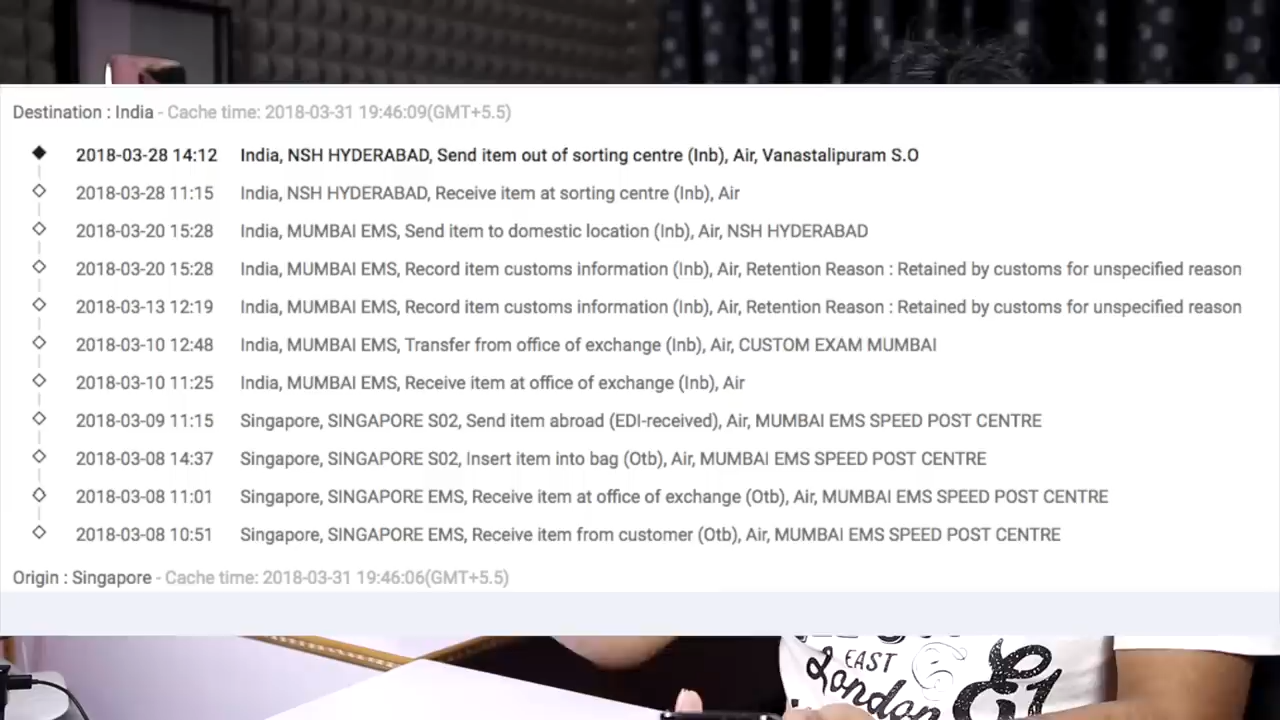 Destination : India - Cache time: 2018-03-31 19:46:09(GMT+5.5)
2018-03-28 14:12 India, NSH HYDERABAD, Send item out of sorting centre (Inb), Air, Vanastalipuram S.O
2018-03-28 11:15 India, NSH HYDERABAD, Receive item at sorting centre (Inb), Air
2018-03-20 15:28 India, MUMBAI EMS, Send item to domestic location (Inb), Air, NSH HYDERABAD
2018-03-20 15:28 India, MUMBAI EMS, Record item customs information (Inb), Air, Retention Reason : Retained by customs for unspecified reason
2018-03-13 12:19 India, MUMBAI EMS, Record item customs information (Inb), Air, Retention Reason : Retained by customs for unspecified reason
2018-03-10 12:48 India, MUMBAI EMS, Transfer from office of exchange (Inb), Air, CUSTOM EXAM MUMBAI
2018-03-10 11:25 India, MUMBAI EMS, Receive item at office of exchange (Inb), Air
2018-03-09 11:15 Singapore, SINGAPORE S02, Send item abroad (EDI-received), Air, MUMBAI EMS SPEED POST CENTRE
2018-03-08 14:37 Singapore, SINGAPORE S02, Insert item into bag (Otb), Air, MUMBAI EMS SPEED POST CENTRE
2018-03-08 11:01 Singapore, SINGAPORE EMS, Receive item at office of exchange (Otb), Air, MUMBAI EMS SPEED POST CENTRE
2018-03-08 10:51 Singapore, SINGAPORE EMS, Receive item from customer (Otb), Air, MUMBAI EMS SPEED POST CENTRE
Origin : Singapore - Cache time: 2018-03-31 19:46:06(GMT+5.5)
EAST
London
E1